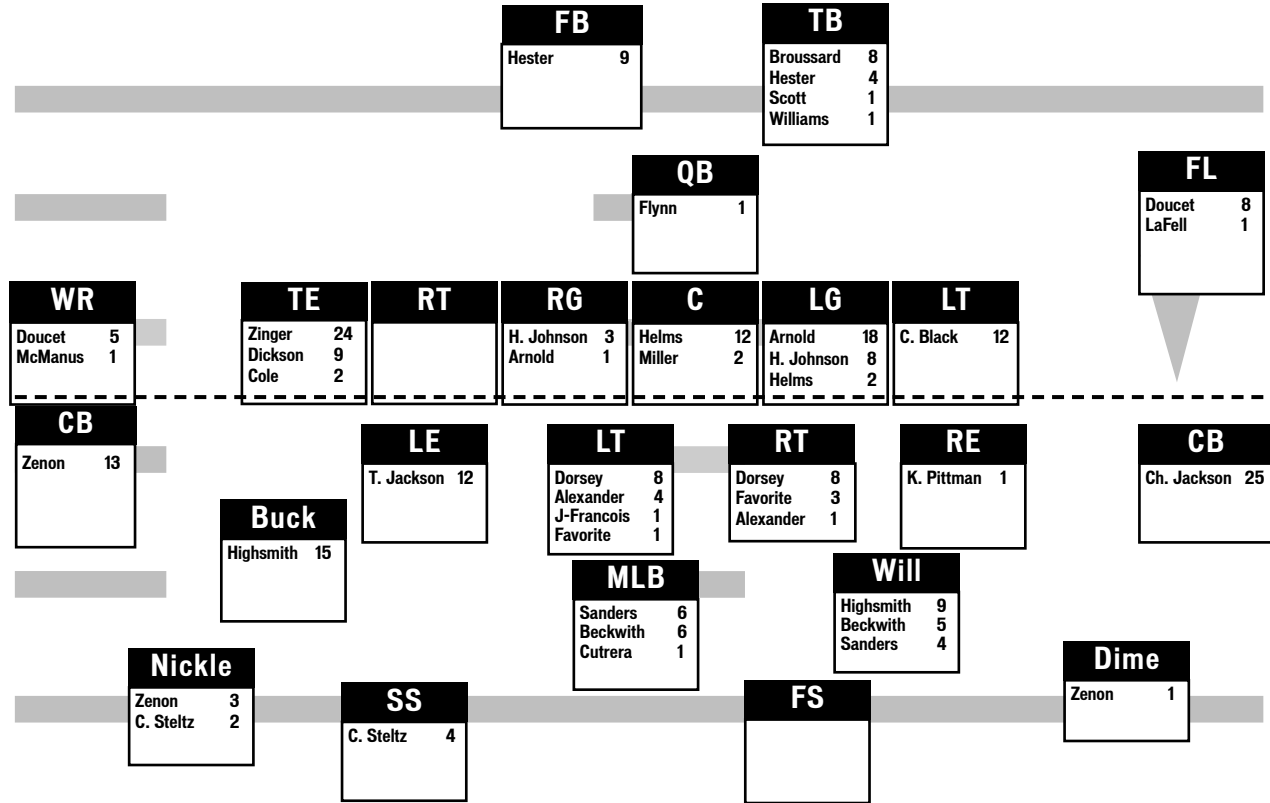 FB
Hester 9
TB
Broussard 8
Hester 4
Scott 1
Williams 1
QB
Flynn 1
FL
Doucet 8
LaFell 1
WR
Doucet 5
McManus 1
TE
Zinger 24
Dickson 9
Cole 2
RT
RG
H. Johnson 3
Arnold 1
C
Helms 12
Miller 2
LG
Arnold 18
H. Johnson 8
Helms 2
LT
C. Black 12
CB
Zenon 13
LE
T. Jackson 12
LT
Dorsey 8
Alexander 4
J-Francois 1
Favorite 1
RT
Dorsey 8
Favorite 3
Alexander 1
RE
K. Pittman 1
CB
Ch. Jackson 25
Buck
Highsmith 15
MLB
Sanders 6
Beckwith 6
Cutrera 1
Will
Highsmith 9
Beckwith 5
Sanders 4
Nickle
Zenon 3
C. Steltz 2
SS
C. Steltz 4
FS
Dime
Zenon 1